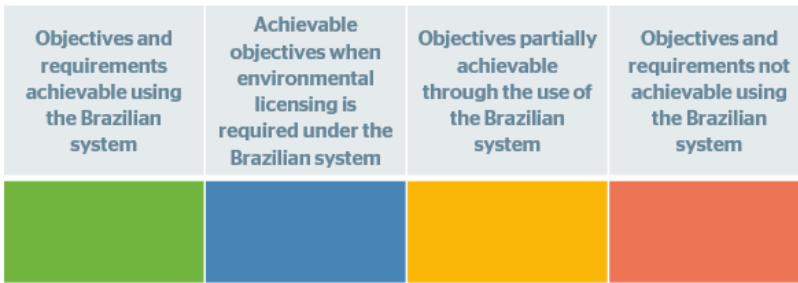 Objectives and
requirements
achievable using
the Brazilian
system
Achievable
objectives when
environmental
licensing is
required under the
Brazilian system
Objectives partially
achievable
through the use of
the Brazilian
system
Objectives and
requirements not
achievable using
the Brazilian
system